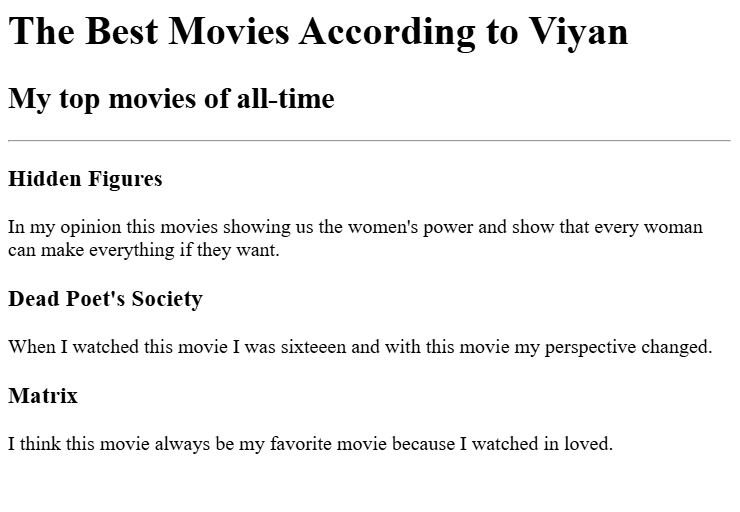 The Best Movies According to Viyan
My top movies of all-time
Hidden Figures
In my opinion this movies showing us the women's power and show that every woman
can make everything if they want.
Dead Poet's Society
When I watched this movie I was sixteeen and with this movie my perspective changed.
Matrix
I think this movie always be my favorite movie because I watched in loved.